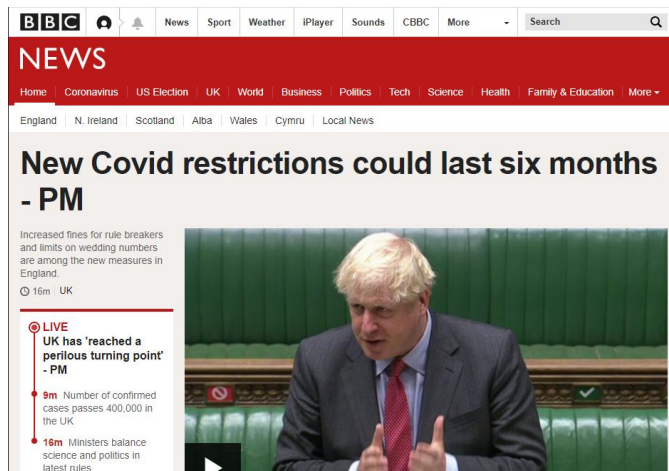 BBC
News Sport Weather iPlayer Sounds CBBC More Search
NEWS
Home Coronavirus US Election UK World Business Politics Tech Science Health Family & Education More
England N. Ireland Scotland Alba Wales Cymru Local News
New Covid restrictions could last six months
- PM
Increased fines for rule breakers
and limits on wedding numbers
are among the new measures in
England.
16m UK
LIVE
UK has 'reached a
perilous turning point'
- PM
9m Number of confirmed
cases passes 400,000 in
the UK
16m Ministers balance
science and politics in
latest rules